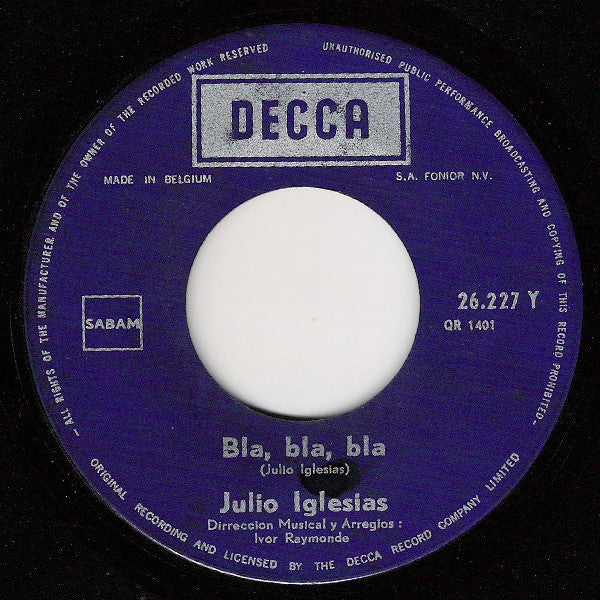 —ALL RIGHTS OF THE MANUFACTURER AND OF THE OWNER OF THE RECORDED WORK RESERVED
UNAUTHORISED PUBLIC PERFORMANCE BROADCASTING AND COPYING OF THIS RECORD PROHIBITED—
DECCA
MADE IN BELGIUM
S.A. FONIOR N.V.
26.227 Y
SABAM
QR 1401
Bla, bla, bla
(Julio Iglesias)
Julio Iglesias
Dirreccion Musical y Arregios :
Ivor Raymonde
ORIGINAL RECORDING AND LICENSED BY THE DECCA RECORD COMPANY LIMITED